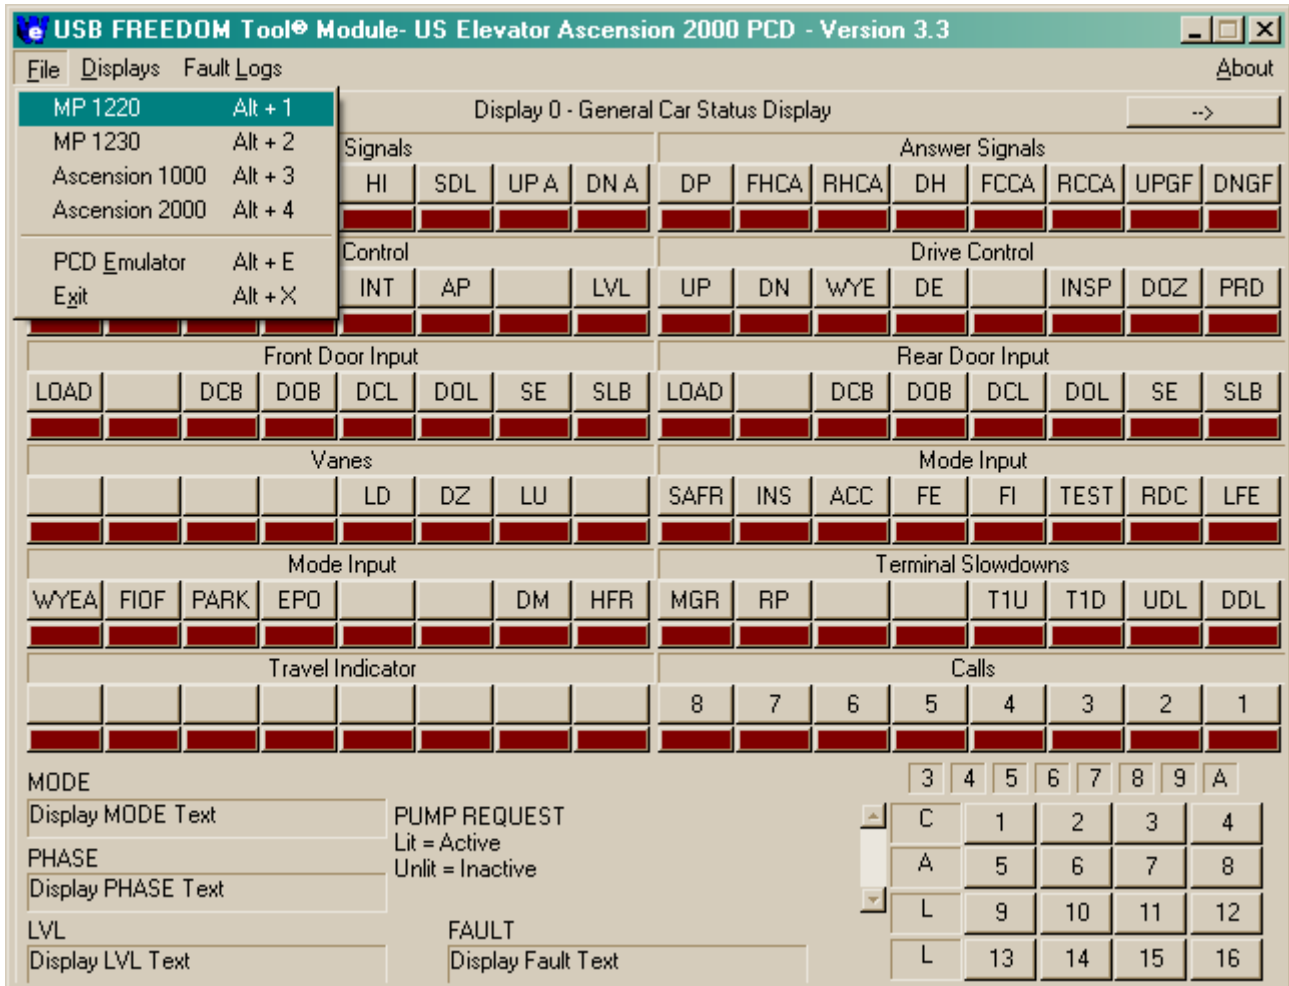 USB FREEDOM Tool® Module- US Elevator Ascension 2000 PCD - Version 3.3
File Displays Fault Logs About
MP 1220 Alt + 1
MP 1230 Alt + 2
Ascension 1000 Alt + 3
Ascension 2000 Alt + 4
PCD Emulator Alt + E
Exit Alt + X
Display 0 - General Car Status Display -->
Signals Answer Signals
HI SDL UP A DN A DP FHCA RHCA DH FCCA RCCA UPGF DNGF
Control Drive Control
INT AP LVL UP DN WYE DE INSP DOZ PRD
Front Door Input Rear Door Input
LOAD DCB DOB DCL DOL SE SLB LOAD DCB DOB DCL DOL SE SLB
Vanes Mode Input
LD DZ LU SAFR INS ACC FE FI TEST RDC LFE
Mode Input Terminal Slowdowns
WYEA FIOF PARK EPO DM HFR MGR RP T1U T1D UDL DDL
Travel Indicator Calls
8 7 6 5 4 3 2 1
MODE 3 4 5 6 7 8 9 A
Display MODE Text PUMP REQUEST C 1 2 3 4
Lit = Active
PHASE Unlit = Inactive A 5 6 7 8
Display PHASE Text
L 9 10 11 12
LVL FAULT
Display LVL Text Display Fault Text L 13 14 15 16